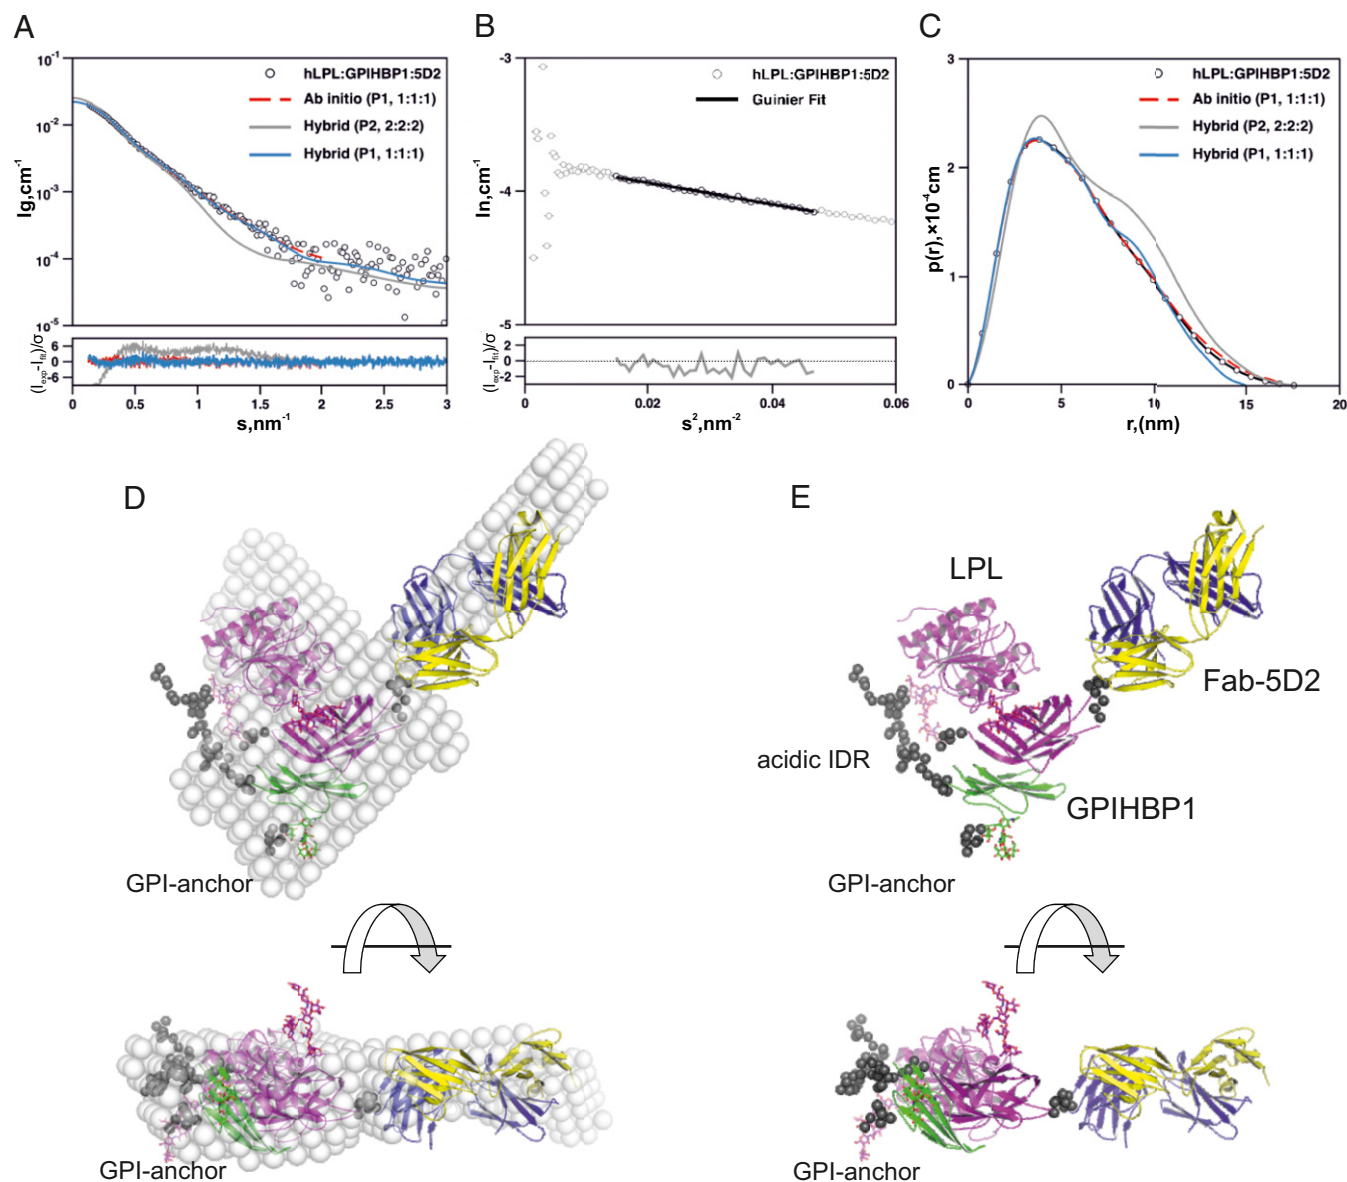 A
B
C
10⁻¹
10⁻²
10⁻³
10⁻⁴
10⁻⁵
lg,cm⁻¹
hLPL:GPIHBP1:5D2
Ab initio (P1, 1:1:1)
Hybrid (P2, 2:2:2)
Hybrid (P1, 1:1:1)
6
0
-6
(I_exp-I_fit)/σ
0
0.5
1
1.5
2
2.5
3
s,nm⁻¹
-3
-4
-5
ln,cm⁻¹
hLPL:GPIHBP1:5D2
Guinier Fit
2
0
-2
(I_exp-I_fit)/σ
0
0.02
0.04
0.06
s²,nm⁻²
3
2
1
0
p(r),×10⁻⁴cm
hLPL:GPIHBP1:5D2
Ab initio (P1, 1:1:1)
Hybrid (P2, 2:2:2)
Hybrid (P1, 1:1:1)
0
5
10
15
20
r,(nm)
D
GPI-anchor
GPI-anchor
E
LPL
Fab-5D2
acidic IDR
GPIHBP1
GPI-anchor
GPI-anchor